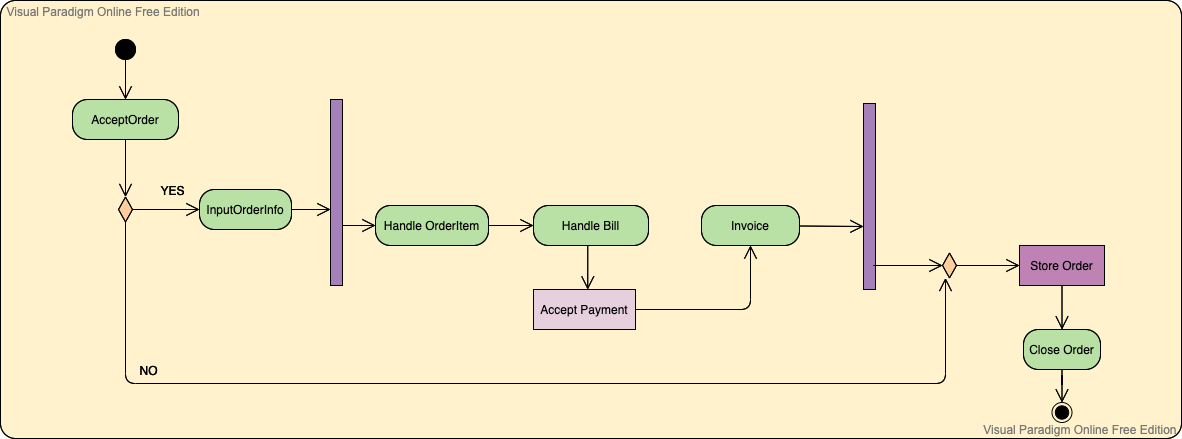 Visual Paradigm Online Free Edition
AcceptOrder
YES
InputOrderInfo
Handle OrderItem
Handle Bill
Invoice
Accept Payment
Store Order
Close Order
NO
Visual Paradigm Online Free Edition